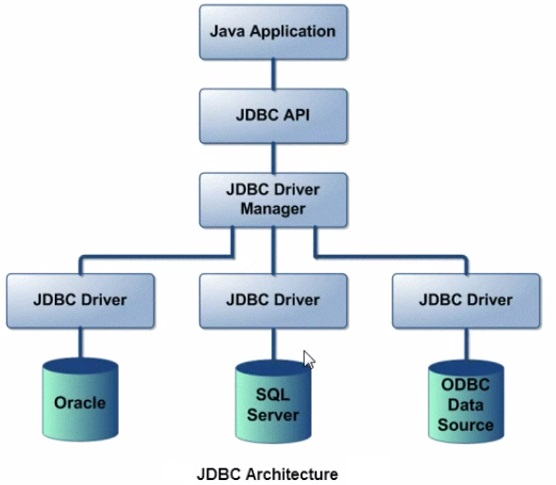 Java Application
JDBC API
JDBC Driver
Manager
JDBC Driver
JDBC Driver
JDBC Driver
Oracle
SQL
Server
ODBC
Data
Source
JDBC Architecture